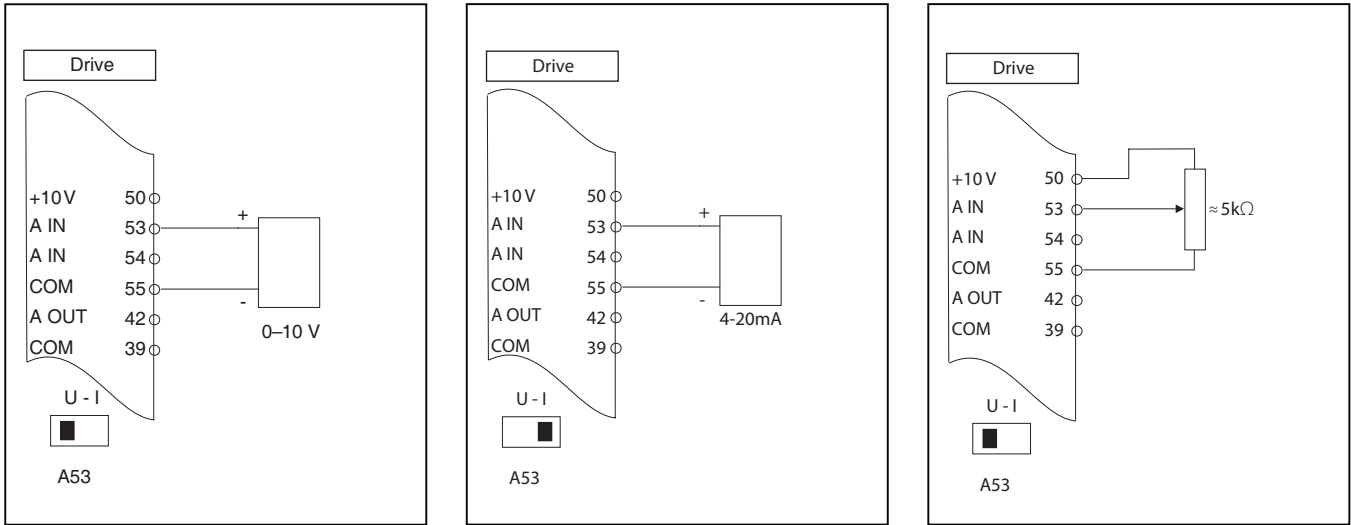 Drive
+10V 50
A IN 53 +
A IN 54
COM 55 -
A OUT 42
COM 39
0–10 V
U - I
A53
Drive
+10V 50
A IN 53 +
A IN 54
COM 55 -
A OUT 42
COM 39
4-20mA
U - I
A53
Drive
+10V 50
A IN 53
≈5kΩ
A IN 54
COM 55
A OUT 42
COM 39
U - I
A53